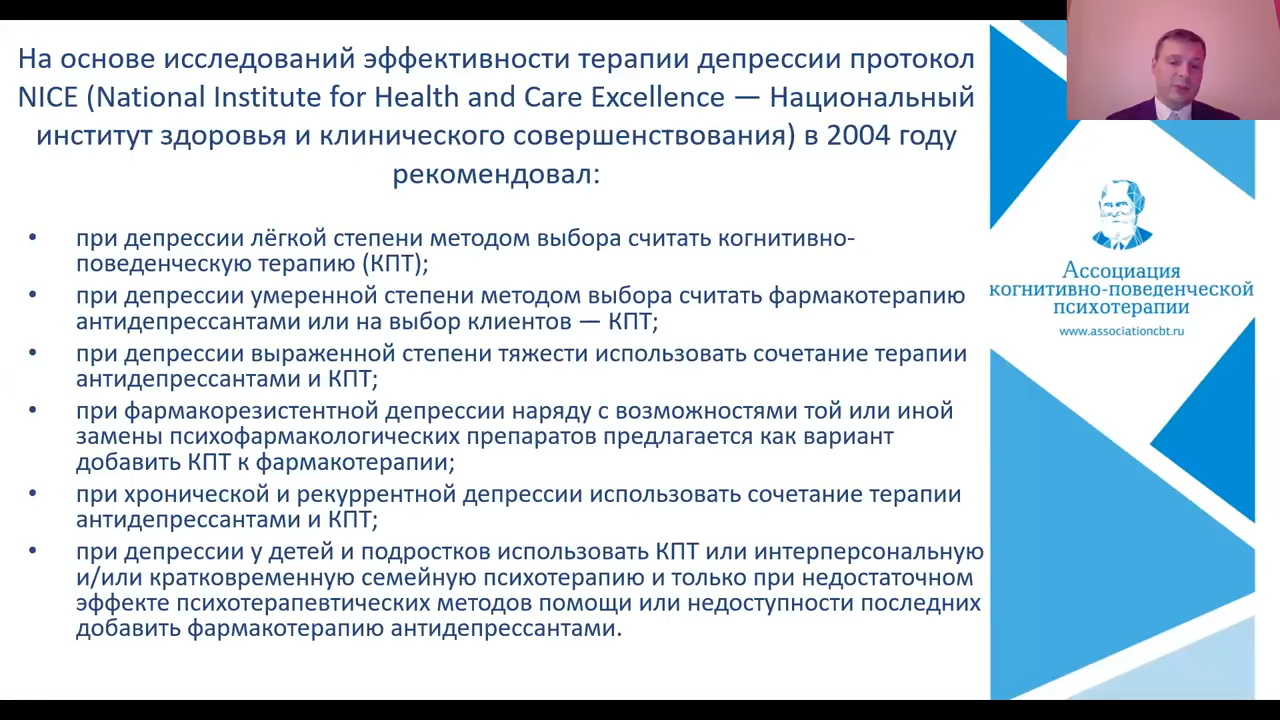 На основе исследований эффективности терапии депрессии протокол
NICE (National Institute for Health and Care Excellence — Национальный
институт здоровья и клинического совершенствования) в 2004 году
рекомендовал:
• при депрессии лёгкой степени методом выбора считать когнитивно-
поведенческую терапию (КПТ);
• при депрессии умеренной степени методом выбора считать фармакотерапию
антидепрессантами или на выбор клиентов — КПТ;
• при депрессии выраженной степени тяжести использовать сочетание терапии
антидепрессантами и КПТ;
• при фармакорезистентной депрессии наряду с возможностями той или иной
замены психофармакологических препаратов предлагается как вариант
добавить КПТ к фармакотерапии;
• при хронической и рекуррентной депрессии использовать сочетание терапии
антидепрессантами и КПТ;
• при депрессии у детей и подростков использовать КПТ или интерперсональную
и/или кратковременную семейную психотерапию и только при недостаточном
эффекте психотерапевтических методов помощи или недоступности последних
добавить фармакотерапию антидепрессантами.
Ассоциация
когнитивно-поведенческой
психотерапии
www.associationcbt.ru